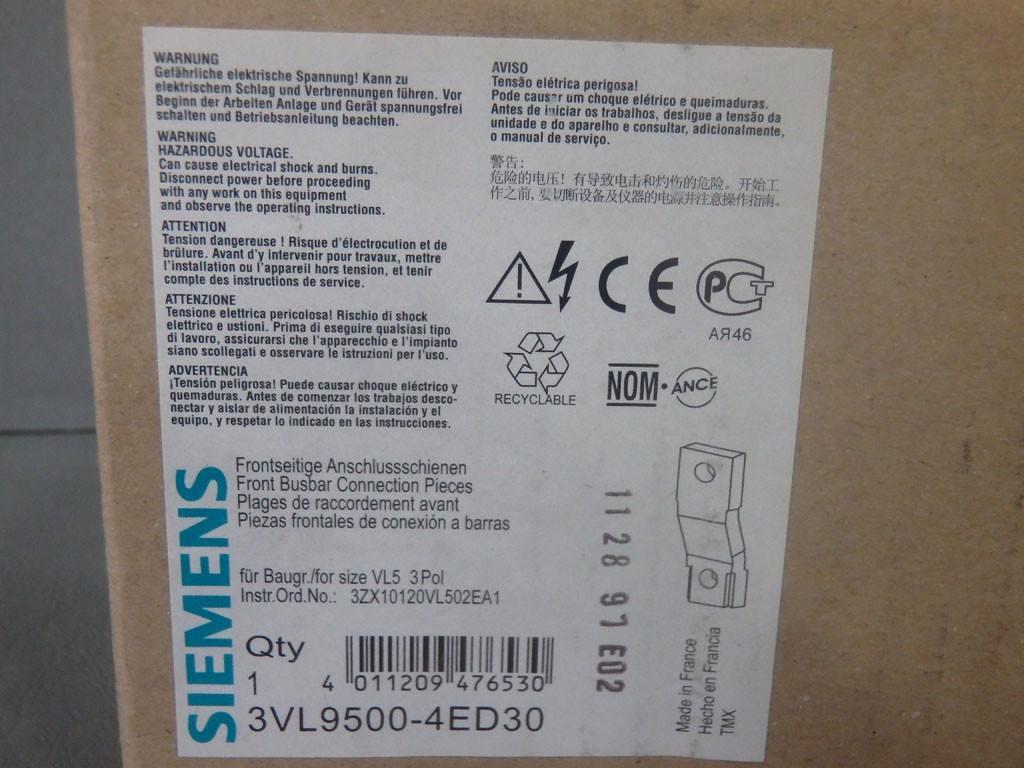 WARNUNG
Gefährliche elektrische Spannung! Kann zu
elektrischem Schlag und Verbrennungen führen. Vor
Beginn der Arbeiten Anlage und Gerät spannungsfrei
schalten und Betriebsanleitung beachten.
WARNING
HAZARDOUS VOLTAGE.
Can cause electrical shock and burns.
Disconnect power before proceeding
with any work on this equipment
and observe the operating instructions.
ATTENTION
Tension dangereuse ! Risque d'électrocution et de
brûlure. Avant d'y intervenir pour travaux, mettre
l'installation ou l'appareil hors tension, et tenir
compte des instructions de service.
ATTENZIONE
Tensione elettrica pericolosa! Rischio di shock
elettrico e ustioni. Prima di eseguire qualsiasi tipo
di lavoro, assicurarsi che l'apparecchio e l'impianto
siano scollegati e osservare le istruzioni per l'uso.
ADVERTENCIA
¡Tensión peligrosa! Puede causar choque eléctrico y
quemaduras. Antes de comenzar los trabajos desco-
nectar y aislar de alimentación la instalación y el
equipo, y respetar lo indicado en las instrucciones.
AVISO
Tensão elétrica perigosa!
Pode causar um choque elétrico e queimaduras.
Antes de iniciar os trabalhos, desligue a tensão da
unidade e do aparelho e consultar, adicionalmente,
o manual de serviço.
警告:
危险的电压! 有导致电击和灼伤的危险。开始工
作之前, 要切断设备及仪器的电源并注意操作指南。
CE
РСТ
АЯ46
RECYCLABLE
NOM·ANCE
SIEMENS
Frontseitige Anschlussschienen
Front Busbar Connection Pieces
Plages de raccordement avant
Piezas frontales de conexión a barras
für Baugr./for size VL5 3Pol
Instr.Ord.No.: 3ZX10120VL502EA1
Qty
1
4 011209 476530
3VL9500-4ED30
11 28 97 E02
Made in France
Hecho en Francia
TMX